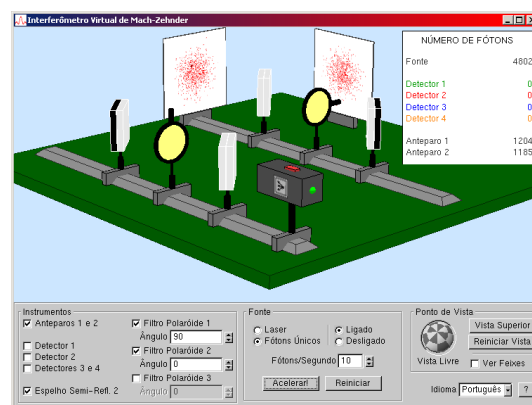 Interferômetro Virtual de Mach-Zehnder
NÚMERO DE FÓTONS
Fonte 4802
Detector 1 0
Detector 2 0
Detector 3 0
Detector 4 0
Anteparo 1 1204
Anteparo 2 1185
Instrumentos
Anteparos 1 e 2
Detector 1
Detector 2
Detectores 3 e 4
Espelho Semi-Refl. 2
Filtro Polaróide 1
Ângulo 90
Filtro Polaróide 2
Ângulo 0
Filtro Polaróide 3
Ângulo 0
Fonte
Laser
Fótons Únicos
Ligado
Desligado
Fótons/Segundo 10
Acelerar!
Reiniciar
Ponto de Vista
Vista Livre
Vista Superior
Reiniciar Vista
Ver Feixes
Idioma Português ?